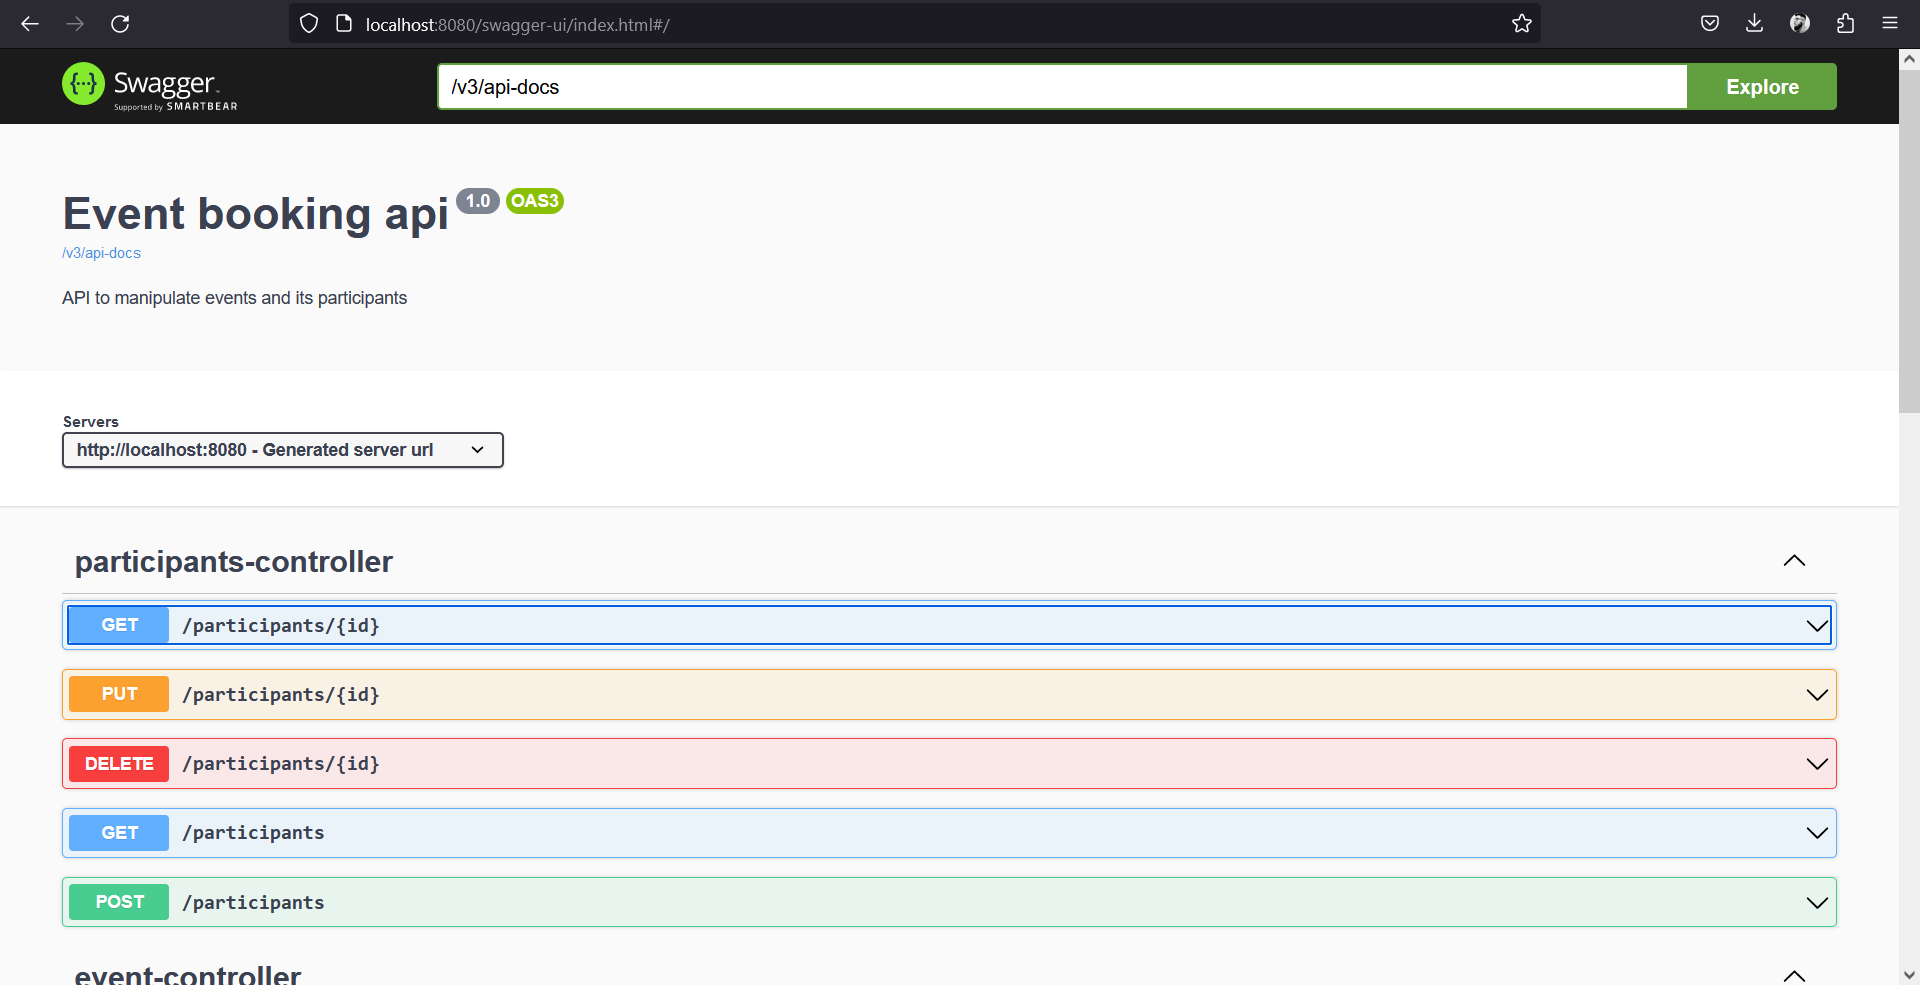 localhost:8080/swagger-ui/index.html#/
{···} Swagger
Supported by SMARTBEAR
/v3/api-docs
Explore
Event booking api 1.0 OAS3
/v3/api-docs
API to manipulate events and its participants
Servers
http://localhost:8080 - Generated server url
participants-controller
GET /participants/{id}
PUT /participants/{id}
DELETE /participants/{id}
GET /participants
POST /participants
event-controller